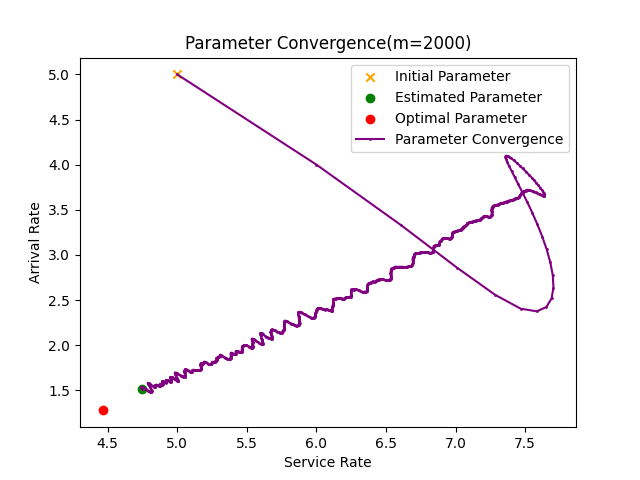 Parameter Convergence(m=2000)
Initial Parameter
Estimated Parameter
Optimal Parameter
Parameter Convergence
Arrival Rate
5.0
4.5
4.0
3.5
3.0
2.5
2.0
1.5
4.5 5.0 5.5 6.0 6.5 7.0 7.5
Service Rate